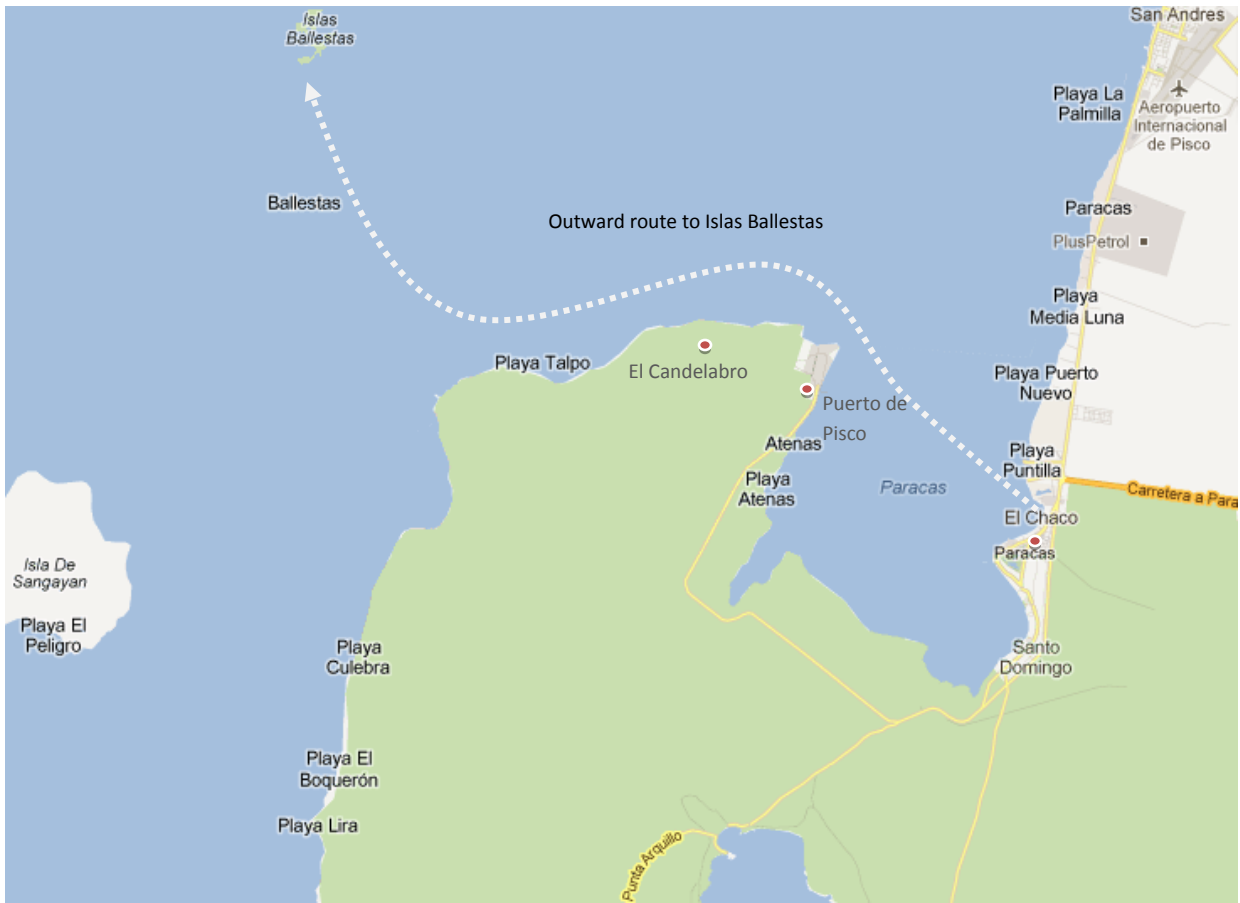 Islas
Ballestas
San Andres
Playa La
Palmilla
Aeropuerto
Internacional
de Pisco
Ballestas
Outward route to Islas Ballestas
Paracas
PlusPetrol
Playa
Media Luna
Playa Talpo
El Candelabro
Playa Puerto
Nuevo
Puerto de
Pisco
Atenas
Playa
Puntilla
Playa
Atenas
Paracas
Carretera a Para
El Chaco
Paracas
Isla De
Sangayan
Playa El
Peligro
Playa
Culebra
Santo
Domingo
Playa El
Boquerón
Playa Lira
Punta Arquillo